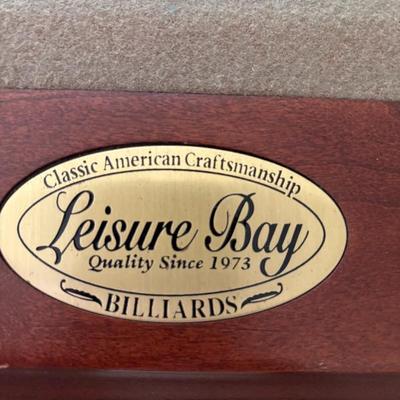 Classic American Craftsmanship
Leisure Bay
Quality Since 1973
BILLIARDS